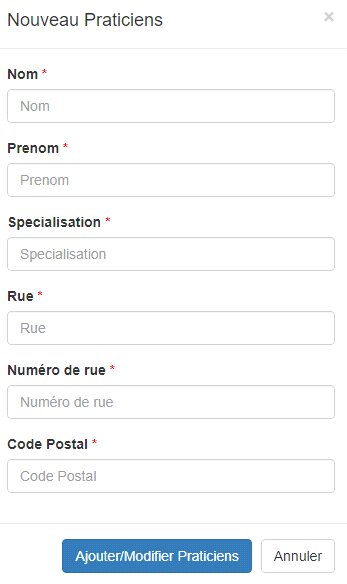 Nouveau Praticiens ×
Nom *
Nom
Prenom *
Prenom
Specialisation *
Specialisation
Rue *
Rue
Numéro de rue *
Numéro de rue
Code Postal *
Code Postal
Ajouter/Modifier Praticiens Annuler